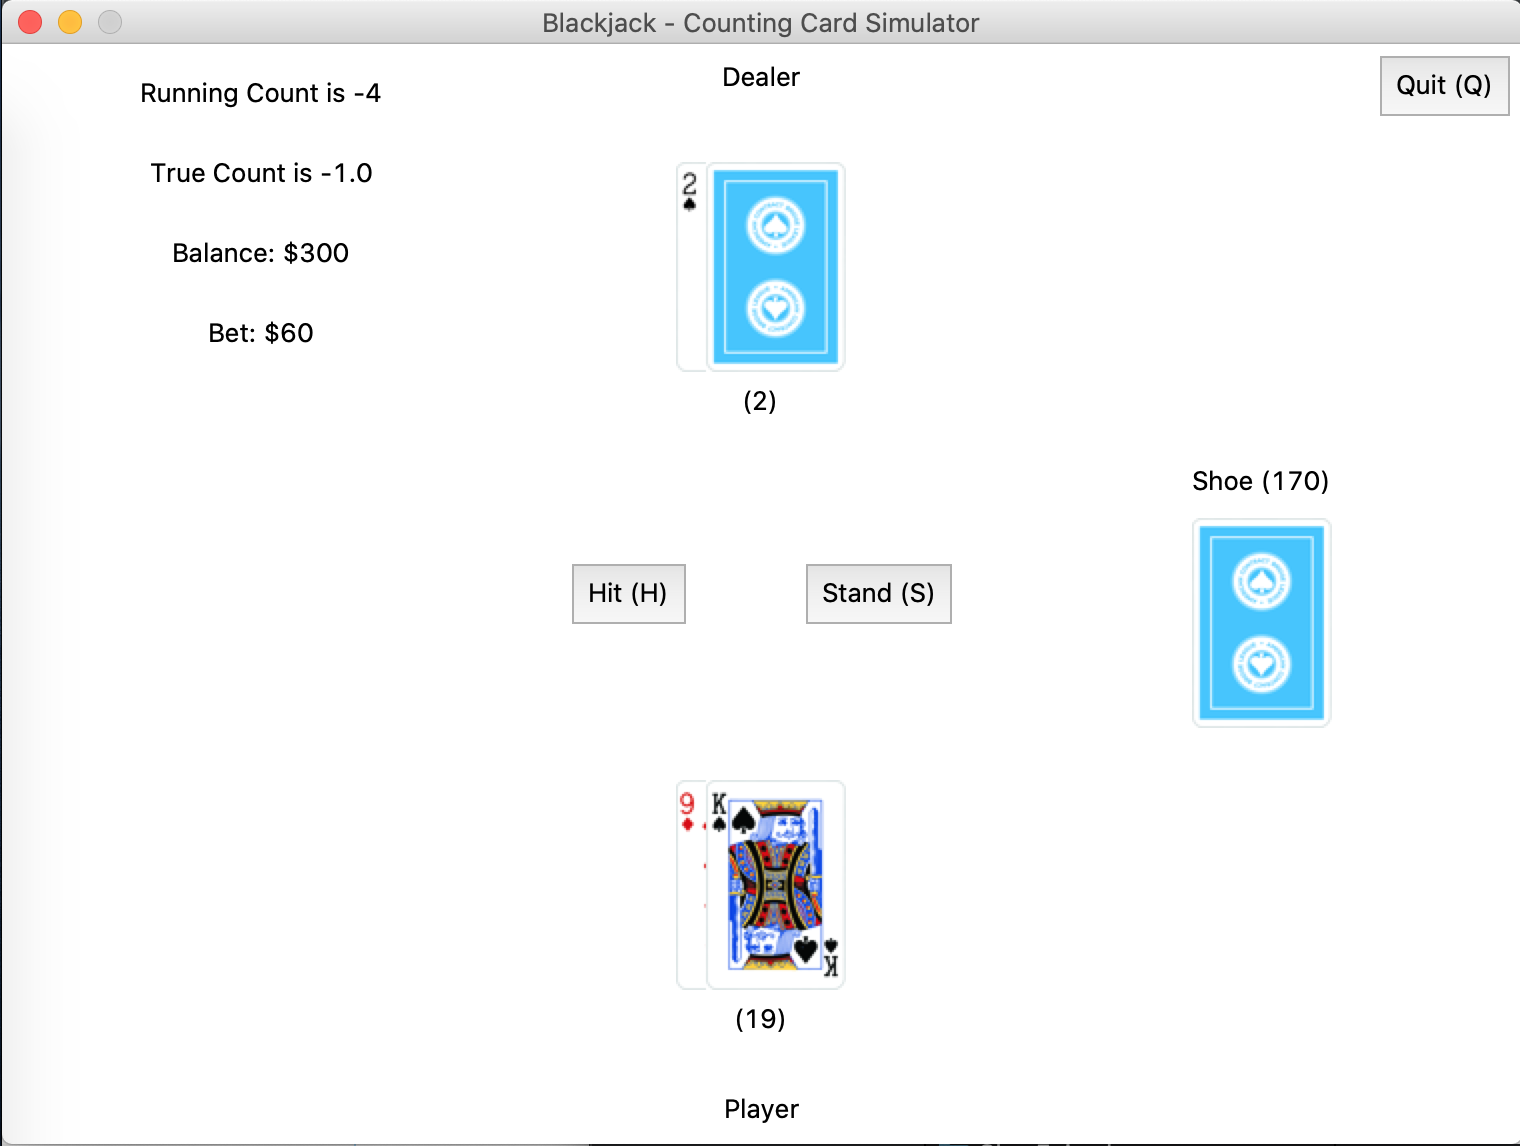 Blackjack - Counting Card Simulator
Running Count is -4
Dealer
Quit (Q)
True Count is -1.0
2
Balance: $300
Bet: $60
(2)
Shoe (170)
Hit (H)
Stand (S)
9
K
K
(19)
Player